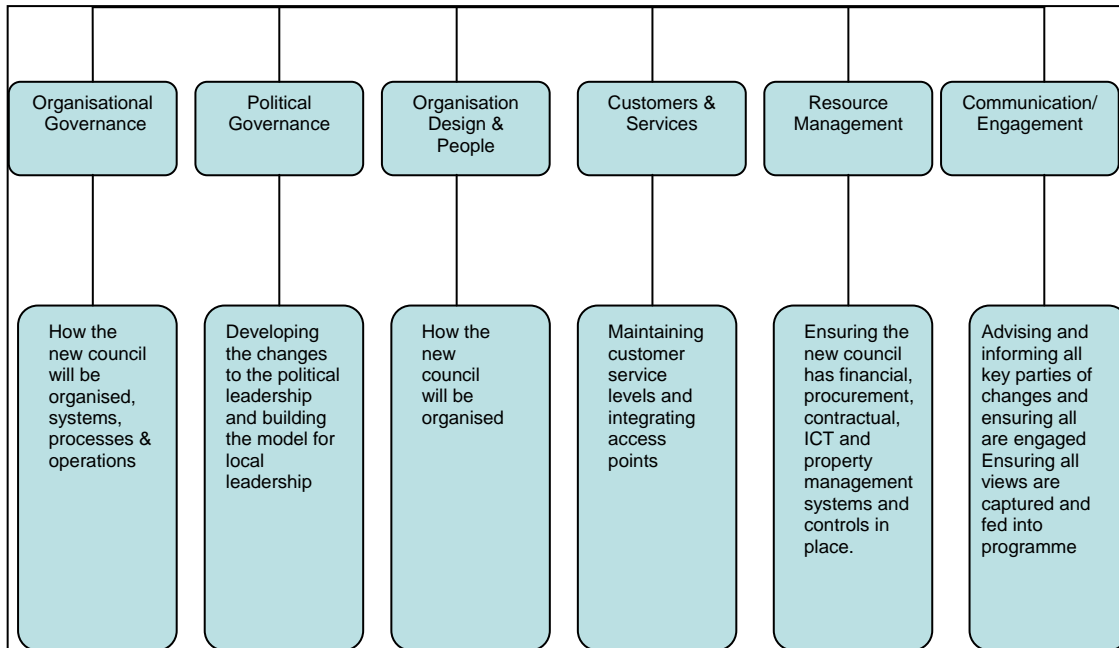 Organisational
Governance
Political
Governance
Organisation
Design &
People
Customers &
Services
Resource
Management
Communication/
Engagement
How the
new council
will be
organised,
systems,
processes &
operations
Developing
the changes
to the political
leadership
and building
the model for
local
leadership
How the
new
council
will be
organised
Maintaining
customer
service
levels and
integrating
access
points
Ensuring the
new council
has financial,
procurement,
contractual,
ICT and
property
management
systems and
controls in
place.
Advising and
informing all
key parties of
changes and
ensuring all
are engaged
Ensuring all
views are
captured and
fed into
programme